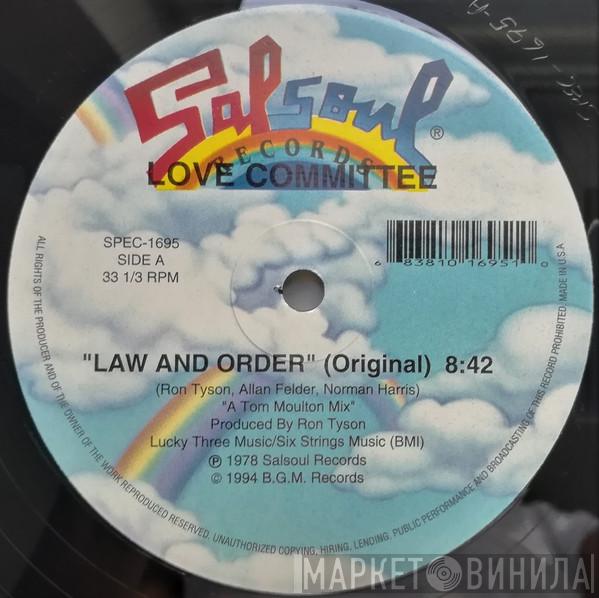 Salsoul®
RECORDS
LOVE COMMITTEE
SPEC-1695
SIDE A
33 1/3 RPM
6 83810 16951 0
"LAW AND ORDER" (Original) 8:42
(Ron Tyson, Allan Felder, Norman Harris)
"A Tom Moulton Mix"
Produced By Ron Tyson
Lucky Three Music/Six Strings Music (BMI)
℗ 1978 Salsoul Records
© 1994 B.G.M. Records
ALL RIGHTS OF THE PRODUCER AND OF THE OWNER OF THE WORK REPRODUCED RESERVED. UNAUTHORIZED COPYING, HIRING, LENDING, PUBLIC PERFORMANCE AND BROADCASTING OF THIS RECORD PROHIBITED. MADE IN U.S.A.
МАРКЕТ ВИНИЛА